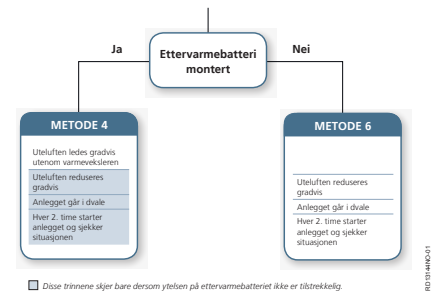 Ja
Ettervarmebatteri
montert
Nei
METODE 4
Uteluften ledes gradvis
utenom varmeveksleren
Uteluften reduseres
gradvis
Anlegget går i dvale
Hver 2. time starter
anlegget og sjekker
situasjonen
METODE 6
Uteluften reduseres
gradvis
Anlegget går i dvale
Hver 2. time starter
anlegget og sjekker
situasjonen
Disse trinnene skjer bare dersom ytelsen på ettervarmebatteriet ikke er tilstrekkelig.
RD13144NO-01